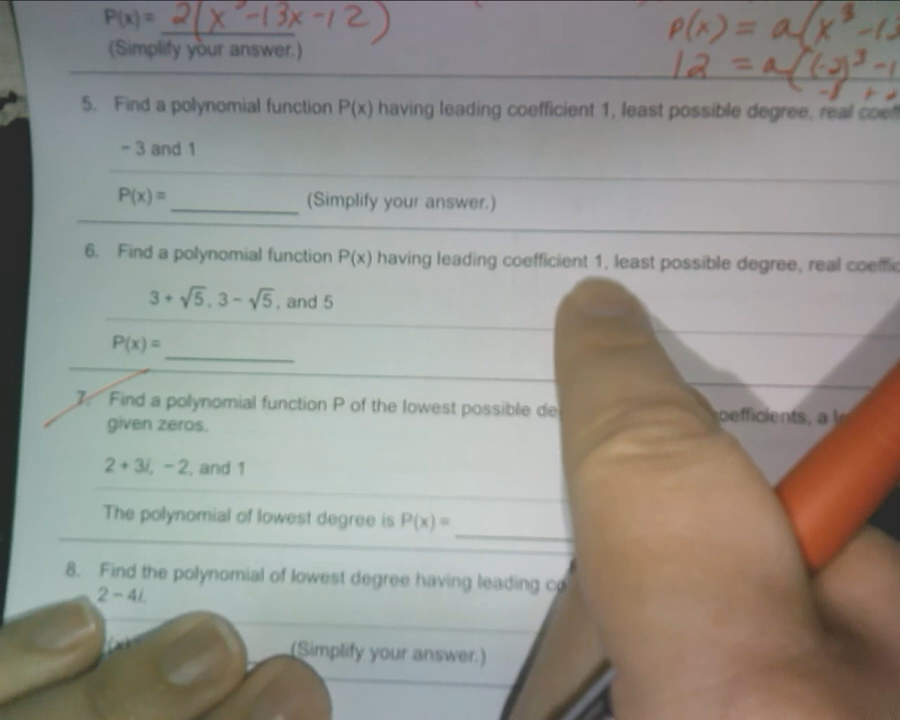 P(x) = 2(x³-13x-12)
(Simplify your answer.)
p(x) = a(x³ -13
12 = a((-2)³ -1
-8
5. Find a polynomial function P(x) having leading coefficient 1, least possible degree, real coeff
- 3 and 1
P(x) = (Simplify your answer.)
6. Find a polynomial function P(x) having leading coefficient 1, least possible degree, real coeffic
3 + √5, 3 - √5, and 5
P(x) =
7. Find a polynomial function P of the lowest possible de oefficients, a le
given zeros.
2 + 3i, - 2, and 1
The polynomial of lowest degree is P(x) =
8. Find the polynomial of lowest degree having leading co
2 - 4i.
(x) (Simplify your answer.)